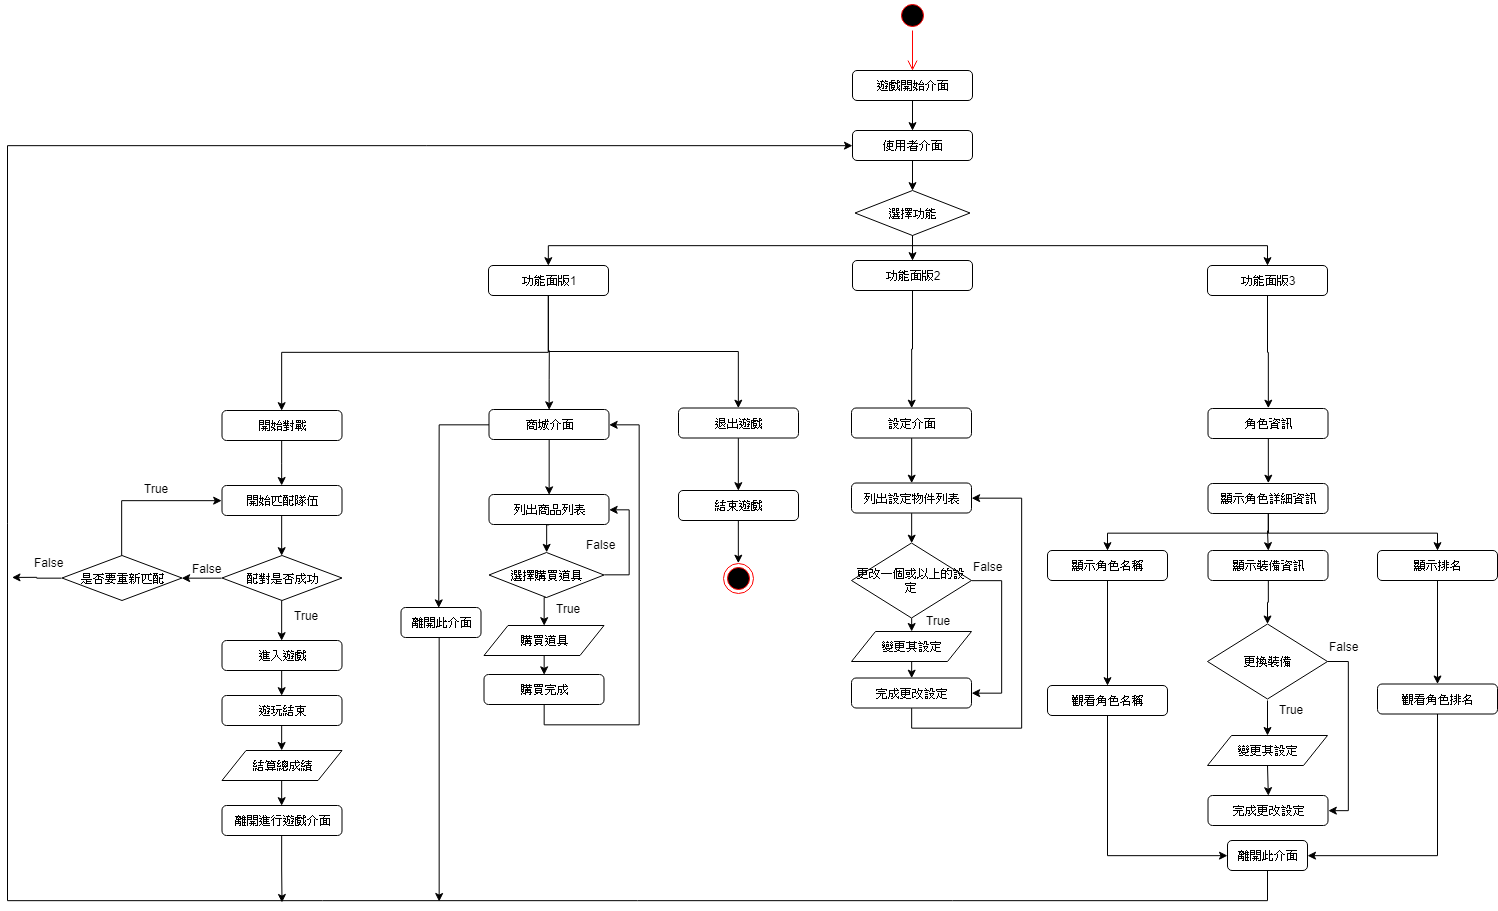 遊戲開始介面
使用者介面
選擇功能
功能面版1
功能面版2
功能面版3
開始對戰
商城介面
退出遊戲
設定介面
角色資訊
True
開始匹配隊伍
列出商品列表
結束遊戲
列出設定物件列表
顯示角色詳細資訊
False
是否要重新匹配
False
配對是否成功
False
選擇購買道具
更改一個或以上的設
定
False
顯示角色名稱
顯示裝備資訊
顯示排名
True
True
True
離開此介面
購買道具
變更其設定
進入遊戲
更換裝備
False
購買完成
完成更改設定
觀看角色名稱
觀看角色排名
遊玩結束
True
結算總成績
變更其設定
離開進行遊戲介面
完成更改設定
離開此介面